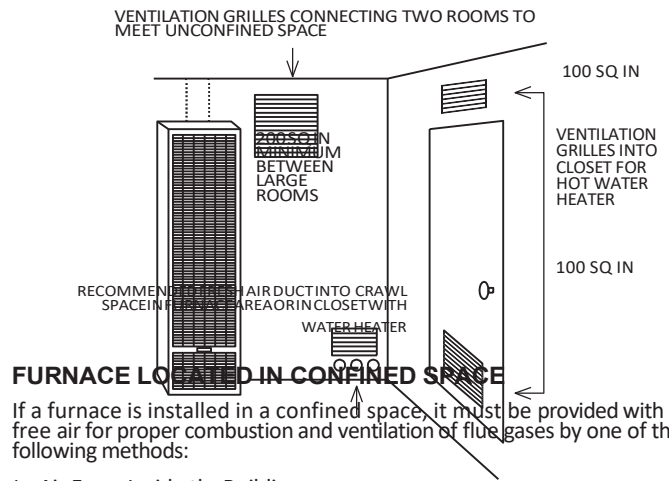 VENTILATION GRILLES CONNECTING TWO ROOMS TO
MEET UNCONFINED SPACE
100 SQ IN
200 SQ IN
MINIMUM
BETWEEN
LARGE
ROOMS
VENTILATION
GRILLES INTO
CLOSET FOR
HOT WATER
HEATER
100 SQ IN
RECOMMENDED FRESH AIR DUCT INTO CRAWL
SPACE IN FURNACE AREA OR IN CLOSET WITH
WATER HEATER
FURNACE LOCATED IN CONFINED SPACE
If a furnace is installed in a confined space, it must be provided with
free air for proper combustion and ventilation of flue gases by one of th
following methods: